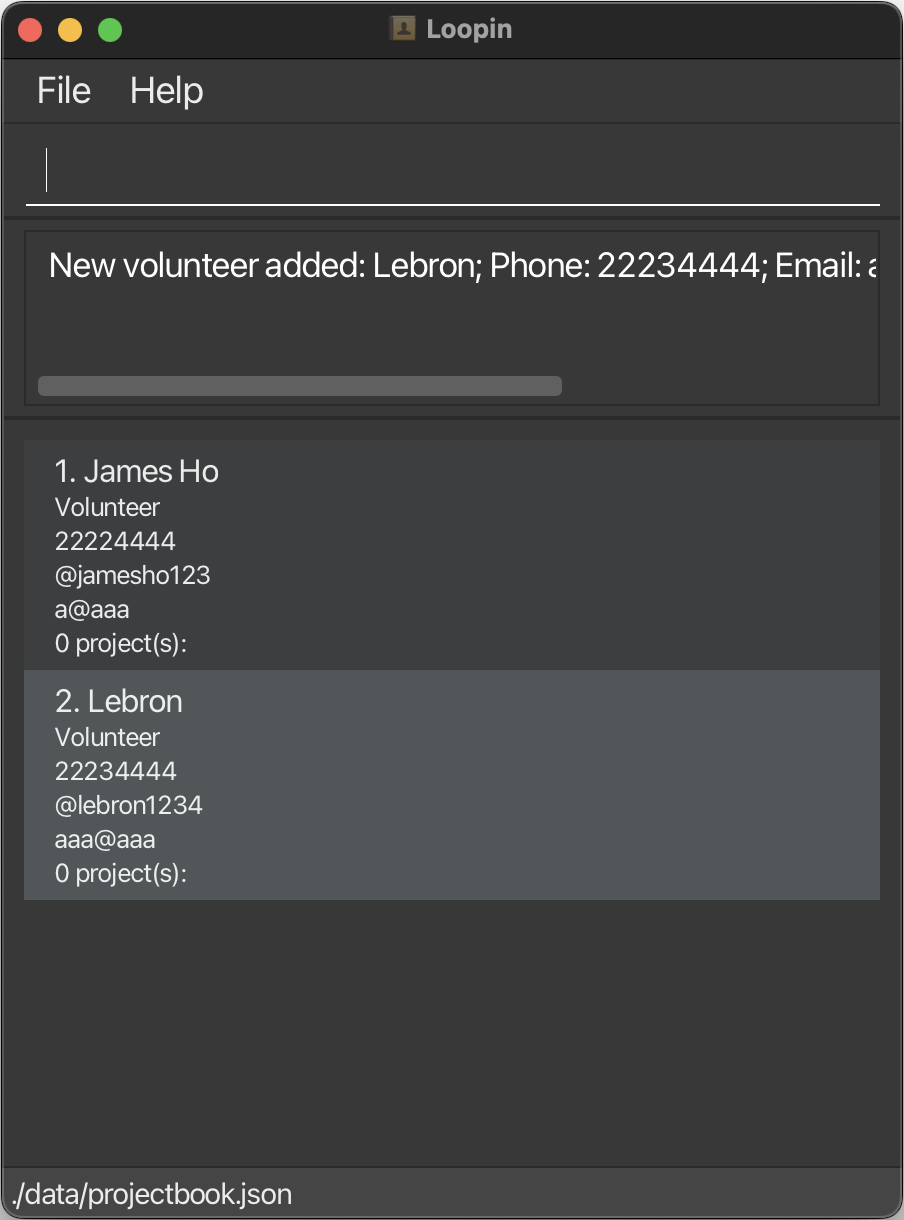 Loopin
File Help
New volunteer added: Lebron; Phone: 22234444; Email:
1. James Ho
Volunteer
22224444
@jamesho123
a@aaa
0 project(s):
2. Lebron
Volunteer
22234444
@lebron1234
aaa@aaa
0 project(s):
./data/projectbook.json